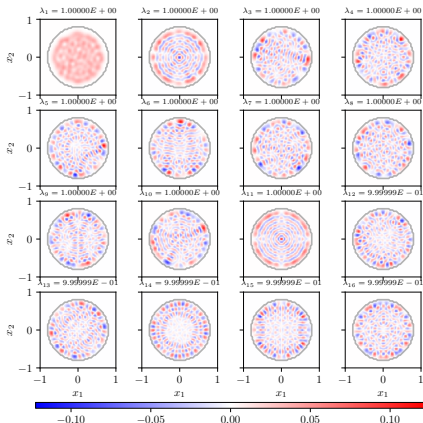 λ1 = 1.00000E + 00 λ2 = 1.00000E + 00 λ3 = 1.00000E + 00 λ4 = 1.00000E + 00
1
0
−1
x2
λ5 = 1.00000E + 00 λ6 = 1.00000E + 00 λ7 = 1.00000E + 00 λ8 = 1.00000E + 00
1
0
−1
x2
λ9 = 1.00000E + 00 λ10 = 1.00000E + 00 λ11 = 1.00000E + 00 λ12 = 9.99999E − 01
1
0
−1
x2
λ13 = 9.99999E − 01 λ14 = 9.99999E − 01 λ15 = 9.99999E − 01 λ16 = 9.99999E − 01
1
0
−1
x2
−1 0 1 −1 0 1 −1 0 1 −1 0 1
x1 x1 x1 x1
−0.10 −0.05 0.00 0.05 0.10